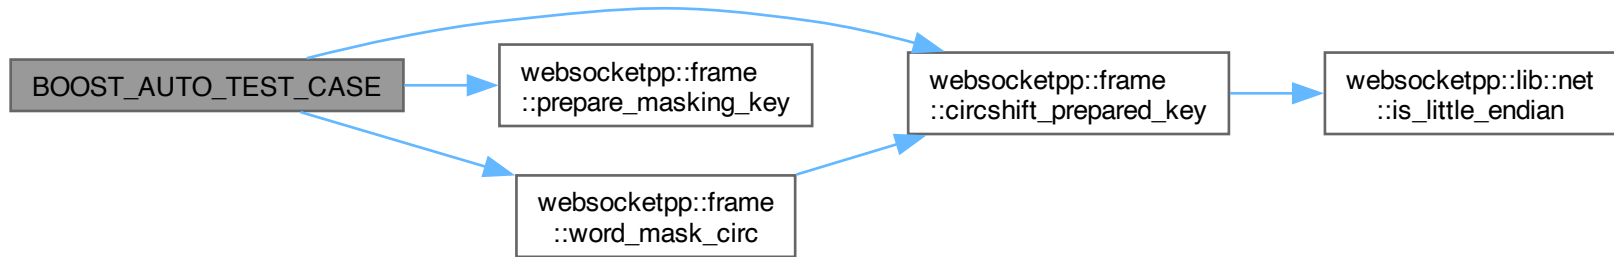 BOOST_AUTO_TEST_CASE
websocketpp::frame
::prepare_masking_key
websocketpp::frame
::word_mask_circ
websocketpp::frame
::circshift_prepared_key
websocketpp::lib::net
::is_little_endian